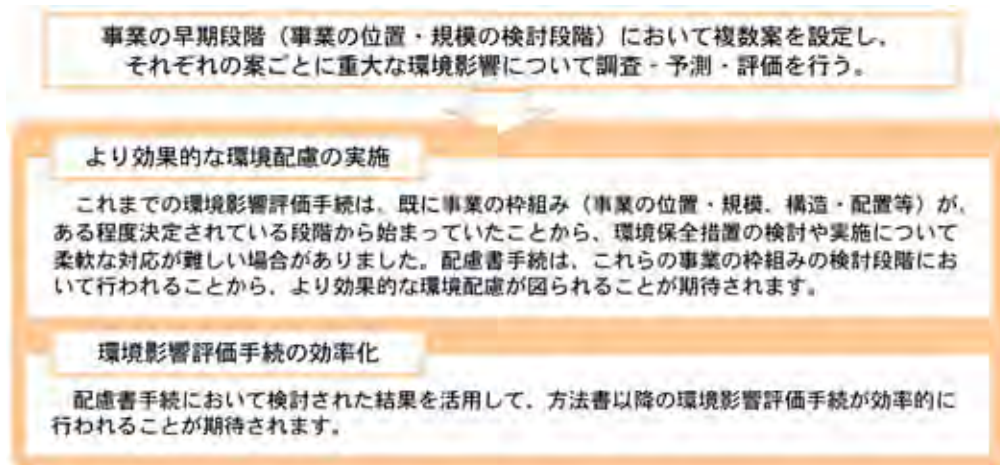 事業の早期段階（事業の位置・規模の検討段階）において複数案を設定し、
それぞれの案ごとに重大な環境影響について調査・予測・評価を行う。
より効果的な環境配慮の実施
これまでの環境影響評価手続は、既に事業の枠組み（事業の位置・規模、構造・配置等）が、
ある程度決定されている段階から始まっていたことから、環境保全措置の検討や実施について
柔軟な対応が難しい場合がありました。配慮書手続は、これらの事業の枠組みの検討段階にお
いて行われることから、より効果的な環境配慮が図られることが期待されます。
環境影響評価手続の効率化
配慮書手続において検討された結果を活用して、方法書以降の環境影響評価手続が効率的に
行われることが期待されます。